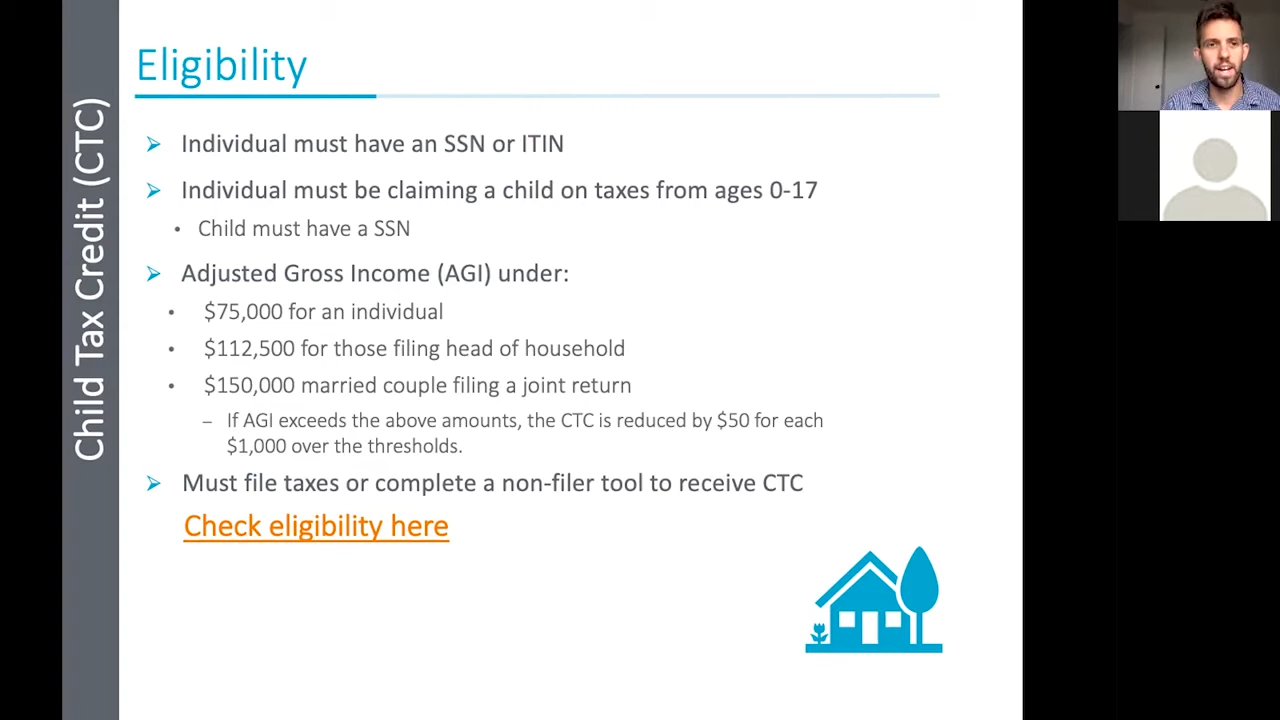 Child Tax Credit (CTC)
Eligibility
➢ Individual must have an SSN or ITIN
➢ Individual must be claiming a child on taxes from ages 0-17
• Child must have a SSN
➢ Adjusted Gross Income (AGI) under:
• $75,000 for an individual
• $112,500 for those filing head of household
• $150,000 married couple filing a joint return
– If AGI exceeds the above amounts, the CTC is reduced by $50 for each
$1,000 over the thresholds.
➢ Must file taxes or complete a non-filer tool to receive CTC
Check eligibility here